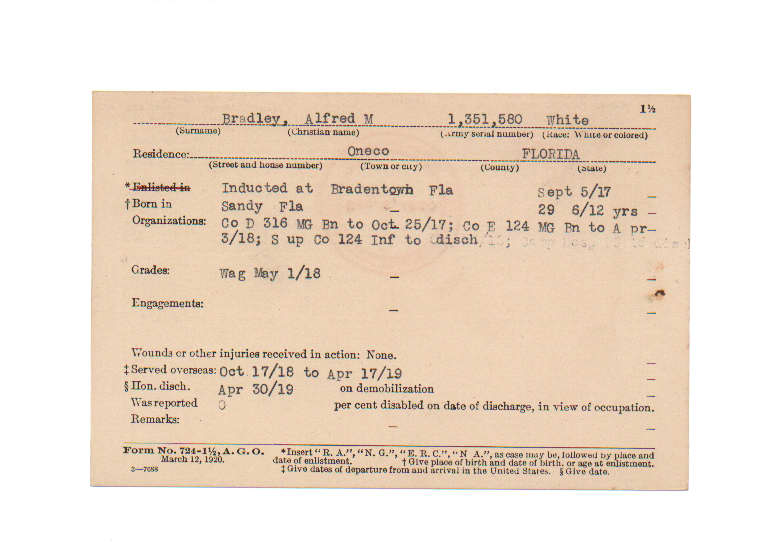 1½
Bradley, Alfred M 1,351,580 White
(Surname) (Christian name) (Army serial number) (Race: White or colored)
Residence: Oneco FLORIDA
(Street and house number) (Town or city) (County) (State)
* Enlisted in Inducted at Bradentown Fla Sept 5/17 —
† Born in Sandy Fla — 29 6/12 yrs —
Organizations: Co D 316 MG Bn to Oct 25/17; Co E 124 MG Bn to A pr—
3/18; S up Co 124 Inf to disch
Grades: Wag May 1/18 — —
Engagements: — —
Wounds or other injuries received in action: None. —
‡ Served overseas: Oct 17/18 to Apr 17/19 —
§ Hon. disch. Apr 30/19 on demobilization —
Was reported 0 per cent disabled on date of discharge, in view of occupation.
Remarks: — —
Form No. 724-1½, A. G. O. *Insert "R. A.", "N. G.", "E. R. C.", "N A.", as case may be, followed by place and
March 12, 1920. date of enlistment. † Give place of birth and date of birth, or age at enlistment.
3—7688 ‡ Give dates of departure from and arrival in the United States. § Give date.